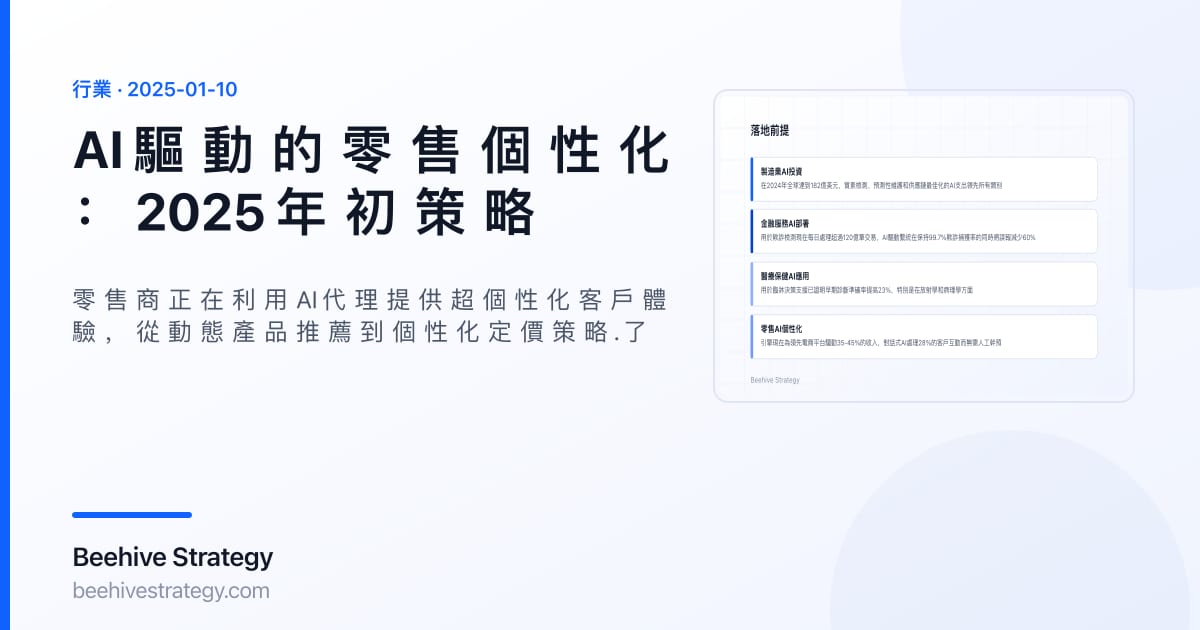 行業 · 2025-01-10
AI驅動的零售個性化
：2025年初策略
零售商正在利用AI代理提供超個性化客戶體
驗，從動態產品推薦到個性化定價策略.了
Beehive Strategy
beehivestrategy.com
落地前提
製造業AI投資
在2024年全球達到182億美元，質素檢測、預測性維護和供應鏈最佳化的AI支出領先所有類別
金融服務AI部署
用於欺詐檢測現在每日處理超過120億筆交易，AI驅動繫統在保持99.7%欺詐捕獲率的同時將誤報減少60%
醫療保健AI應用
用於臨牀決策支援已證明早期診斷準確率提高23%，特別是在放射學和病理學方面
零售AI個性化
引擎現在為領先電商平台驅動35-45%的收入，對話式AI處理28%的客戶互動而無需人工幹預
Beehive Strategy